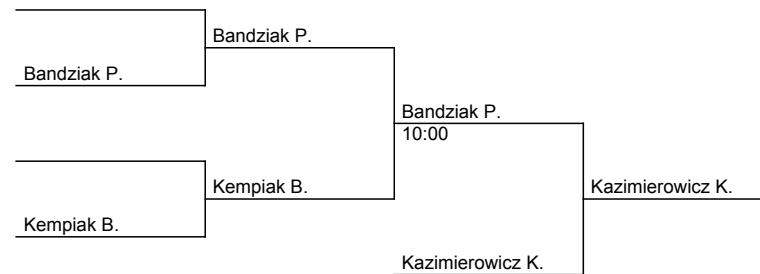 Bandziak P.
Bandziak P.
Bandziak P.
10:00
Kempiak B.
Kazimierowicz K.
Kempiak B.
Kazimierowicz K.